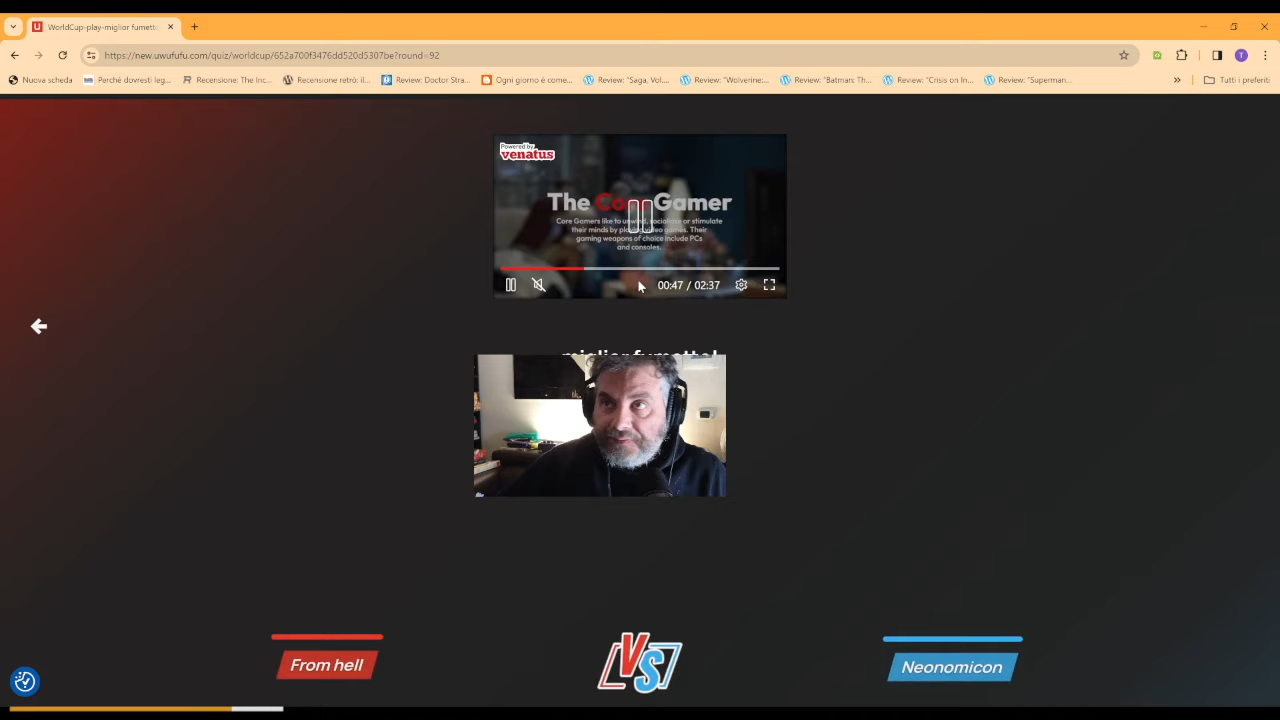 WorldCup-play-miglior fumett
https://new.uwufufu.com/quiz/worldcup/652a700f3476dd520d5307be?round=92
T
Nuova scheda
Perché dovresti leg...
Recensione: The Inc...
Recensione retrò: il...
Review: Doctor Stra...
Ogni giorno è come...
Review: "Saga, Vol....
Review: "Wolverine:...
Review: "Batman; Th...
Review: "Crisis on In...
Review: "Superman...
»
Tutti i preferiti
Powered by
venatus
The Co Gamer
Core Gamers like to unwind, socialise or stimulate
their minds by playing video games. Their
gaming weapons of choice include PCs
and consoles.
00:47 / 02:37
miglior fumetto!
From hell
VS
Neonomicon